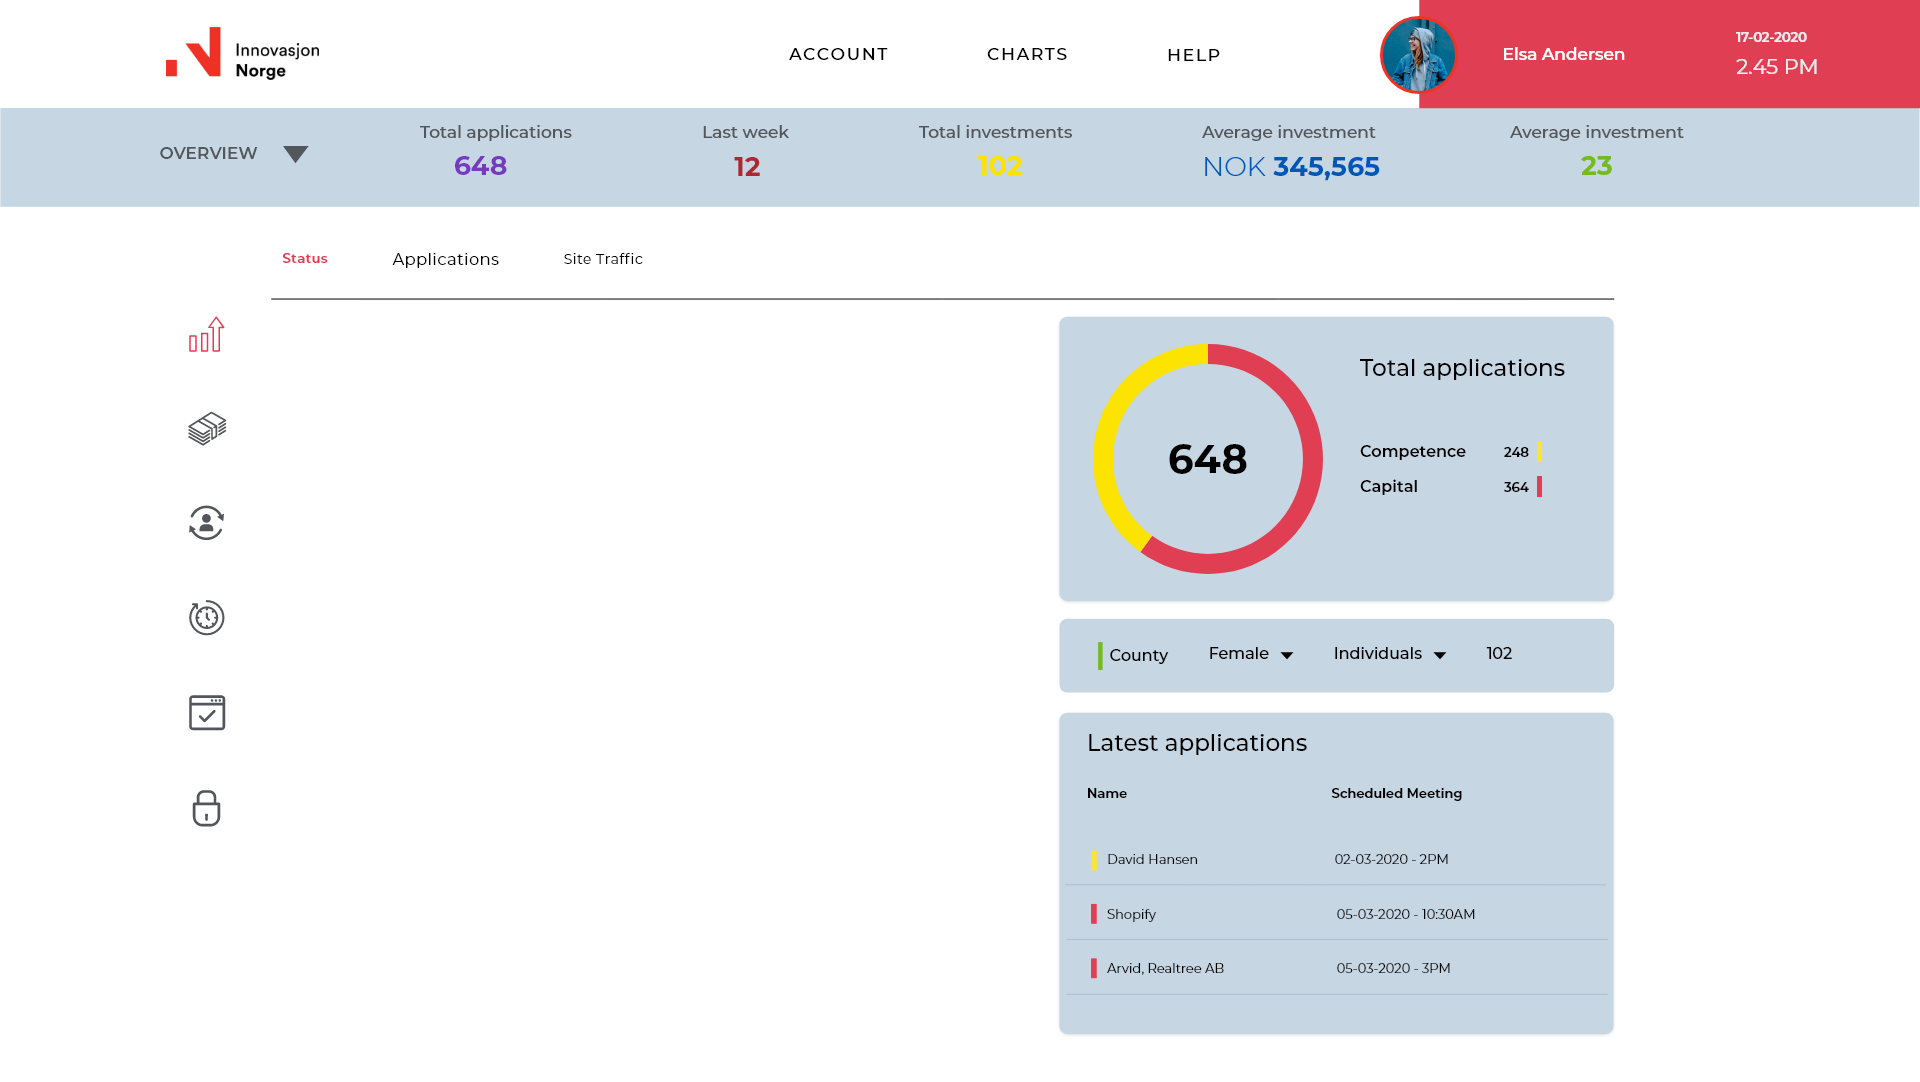 Innovasjon
Norge
ACCOUNT
CHARTS
HELP
Elsa Andersen
17-02-2020
2.45 PM
OVERVIEW
Total applications
648
Last week
12
Total investments
102
Average investment
NOK 345,565
Average investment
23
Status
Applications
Site Traffic
648
Total applications
Competence 248
Capital 364
County
Female
Individuals
102
Latest applications
Name
Scheduled Meeting
David Hansen
02-03-2020 - 2PM
Shopify
05-03-2020 - 10:30AM
Arvid, Realtree AB
05-03-2020 - 3PM